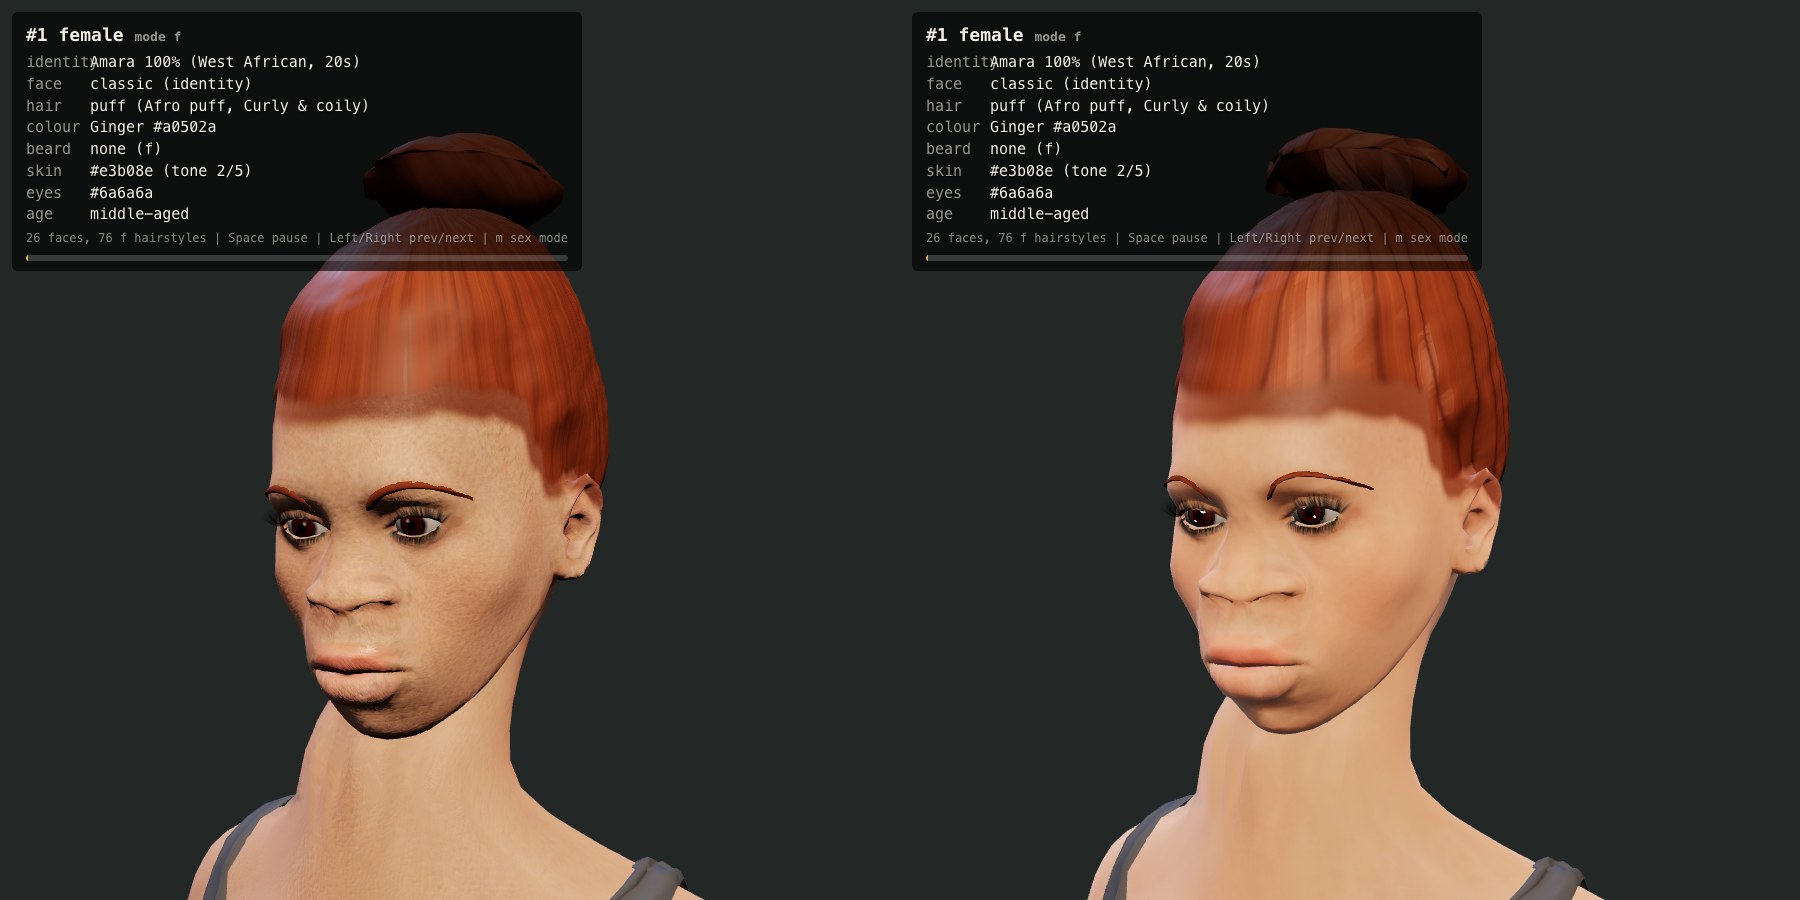 #1 female mode f
identity Amara 100% (West African, 20s)
face classic (identity)
hair puff (Afro puff, Curly & coily)
colour Ginger #a0502a
beard none (f)
skin #e3b08e (tone 2/5)
eyes #6a6a6a
age middle-aged
26 faces, 76 f hairstyles | Space pause | Left/Right prev/next | m sex mode
#1 female mode f
identity Amara 100% (West African, 20s)
face classic (identity)
hair puff (Afro puff, Curly & coily)
colour Ginger #a0502a
beard none (f)
skin #e3b08e (tone 2/5)
eyes #6a6a6a
age middle-aged
26 faces, 76 f hairstyles | Space pause | Left/Right prev/next | m sex mode